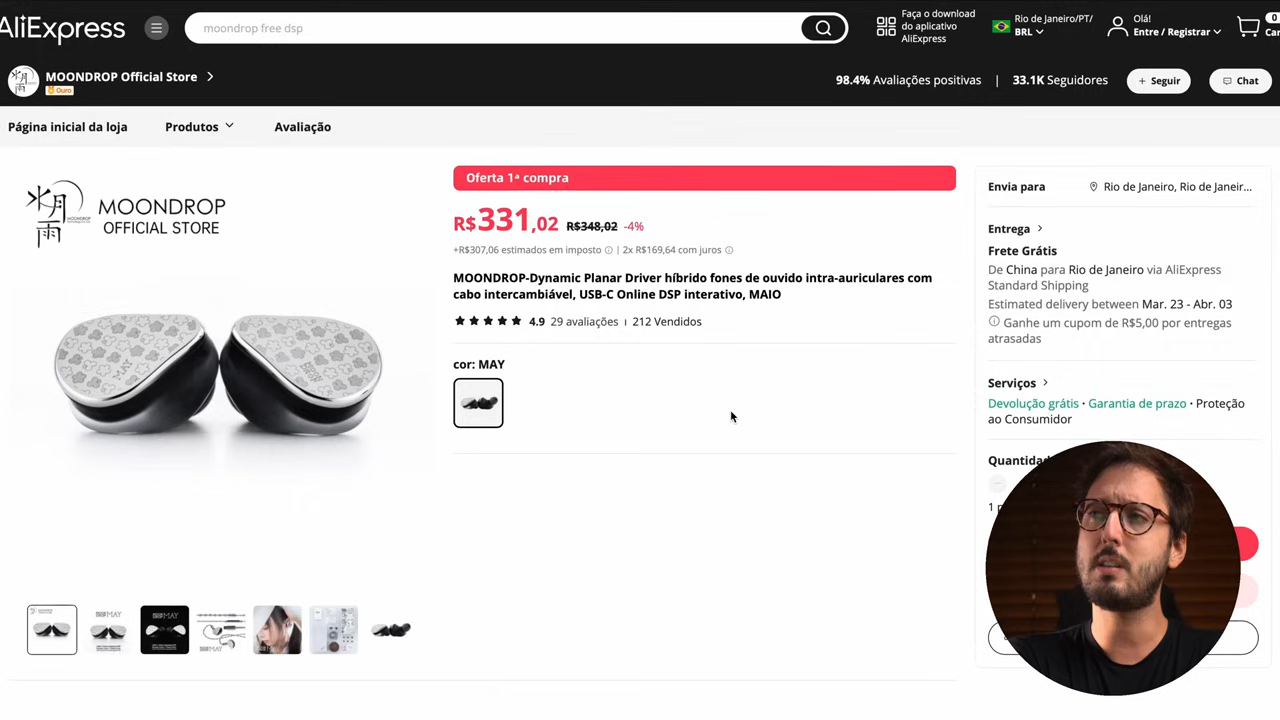 AliExpress
moondrop free dsp
Faça o download
do aplicativo
AliExpress
Rio de Janeiro/PT/
BRL
Olá!
Entre / Registrar
0
Car
MOONDROP Official Store
Ouro
98.4% Avaliações positivas | 33.1K Seguidores
+ Seguir
Chat
Página inicial da loja
Produtos
Avaliação
水月雨
MOONDROP
OFFICIAL STORE
MAY
Oferta 1ª compra
R$331,02 R$348,02 -4%
+R$307,06 estimados em imposto | 2x R$169,64 com juros
MOONDROP-Dynamic Planar Driver híbrido fones de ouvido intra-auriculares com
cabo intercambiável, USB-C Online DSP interativo, MAIO
4.9 29 avaliações | 212 Vendidos
cor: MAY
Envia para
Rio de Janeiro, Rio de Janeir...
Entrega
Frete Grátis
De China para Rio de Janeiro via AliExpress
Standard Shipping
Estimated delivery between Mar. 23 - Abr. 03
Ganhe um cupom de R$5,00 por entregas
atrasadas
Serviços
Devolução grátis · Garantia de prazo · Proteção
ao Consumidor
Quantida
1
MAY
MAY
MAY